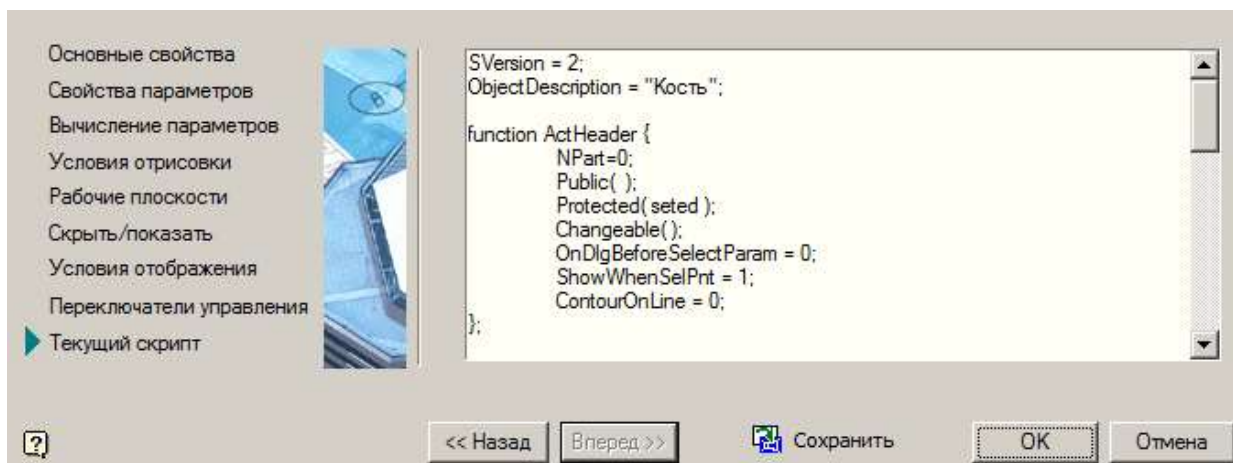 Основные свойства
Свойства параметров
Вычисление параметров
Условия отрисовки
Рабочие плоскости
Скрыть/показать
Условия отображения
Переключатели управления
Текущий скрипт
SVersion = 2;
ObjectDescription = "Кость";
function ActHeader {
NPart=0;
Public( );
Protected( seted );
Changeable( );
OnDlgBeforeSelectParam = 0;
ShowWhenSelPnt = 1;
ContourOnLine = 0;
};
?
<< Назад
Вперед >>
Сохранить
OK
Отмена